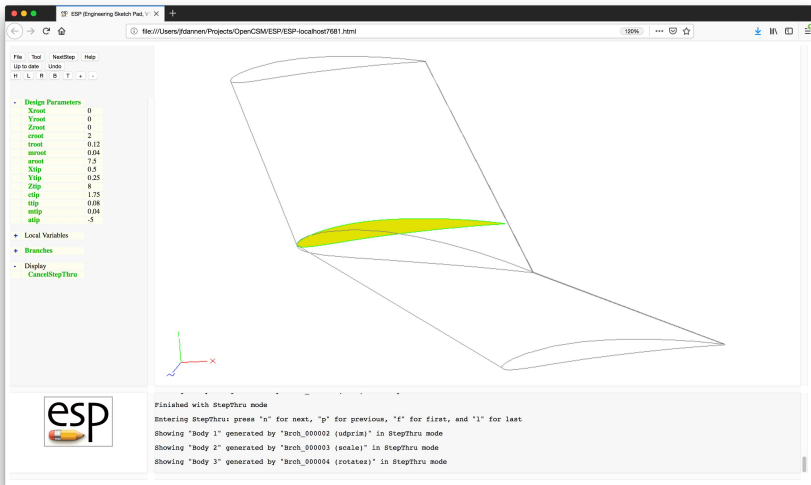 ESP (Engineering Sketch Pad, V
file:///Users/jfdannen/Projects/OpenCSM/ESP/ESP-localhost7681.html
120%
File Tool NextStep Help
Up to date Undo
H L R B T + -
- Design Parameters
Xroot 0
Yroot 0
Zroot 0
croot 2
troot 0.12
mroot 0.04
aroot 7.5
Xtip 0.5
Ytip 0.25
Ztip 8
ctip 1.75
ttip 0.08
mtip 0.04
atip -5
+ Local Variables
+ Branches
- Display
CancelStepThru
X
esp
Finished with StepThru mode
Entering StepThru: press "n" for next, "p" for previous, "f" for first, and "l" for last
Showing "Body 1" generated by "Brch_000002 (udprim)" in StepThru mode
Showing "Body 2" generated by "Brch_000003 (scale)" in StepThru mode
Showing "Body 3" generated by "Brch_000004 (rotatez)" in StepThru mode